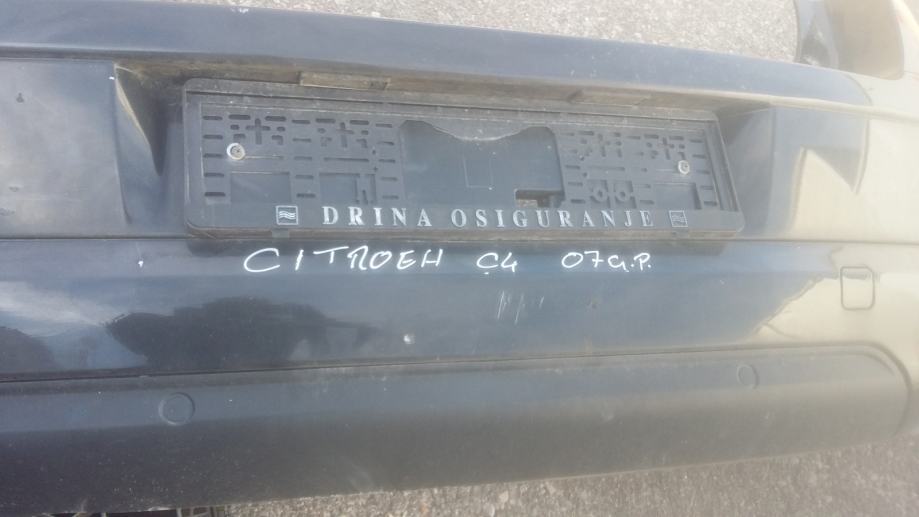 DRINA OSIGURANJE
CITROEN C4 07G.P.